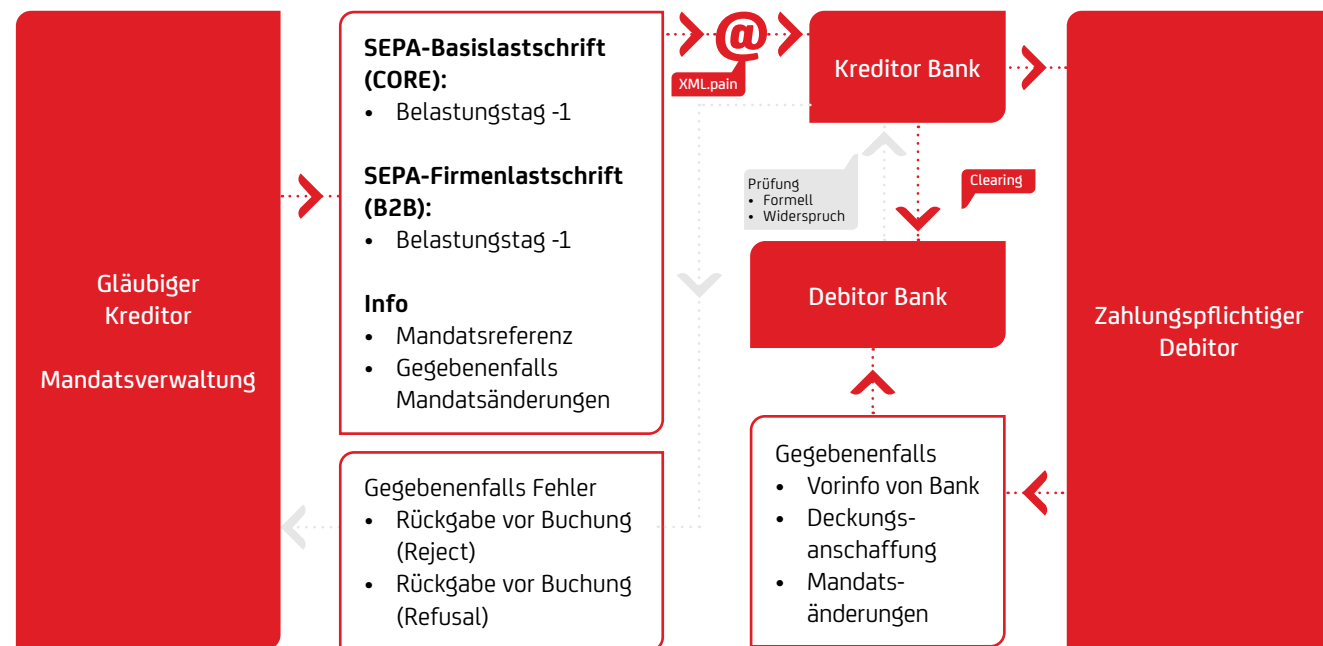 Gläubiger
Kreditor
Mandatsverwaltung
SEPA-Basislastschrift
(CORE):
• Belastungstag -1
SEPA-Firmenlastschrift
(B2B):
• Belastungstag -1
Info
• Mandatsreferenz
• Gegebenenfalls
Mandatsänderungen
Gegebenenfalls Fehler
• Rückgabe vor Buchung
(Reject)
• Rückgabe vor Buchung
(Refusal)
@
XML.pain
Kreditor Bank
Prüfung
• Formell
• Widerspruch
Clearing
Debitor Bank
Gegebenenfalls
• Vorinfo von Bank
• Deckungs-
anschaffung
• Mandats-
änderungen
Zahlungspflichtiger
Debitor